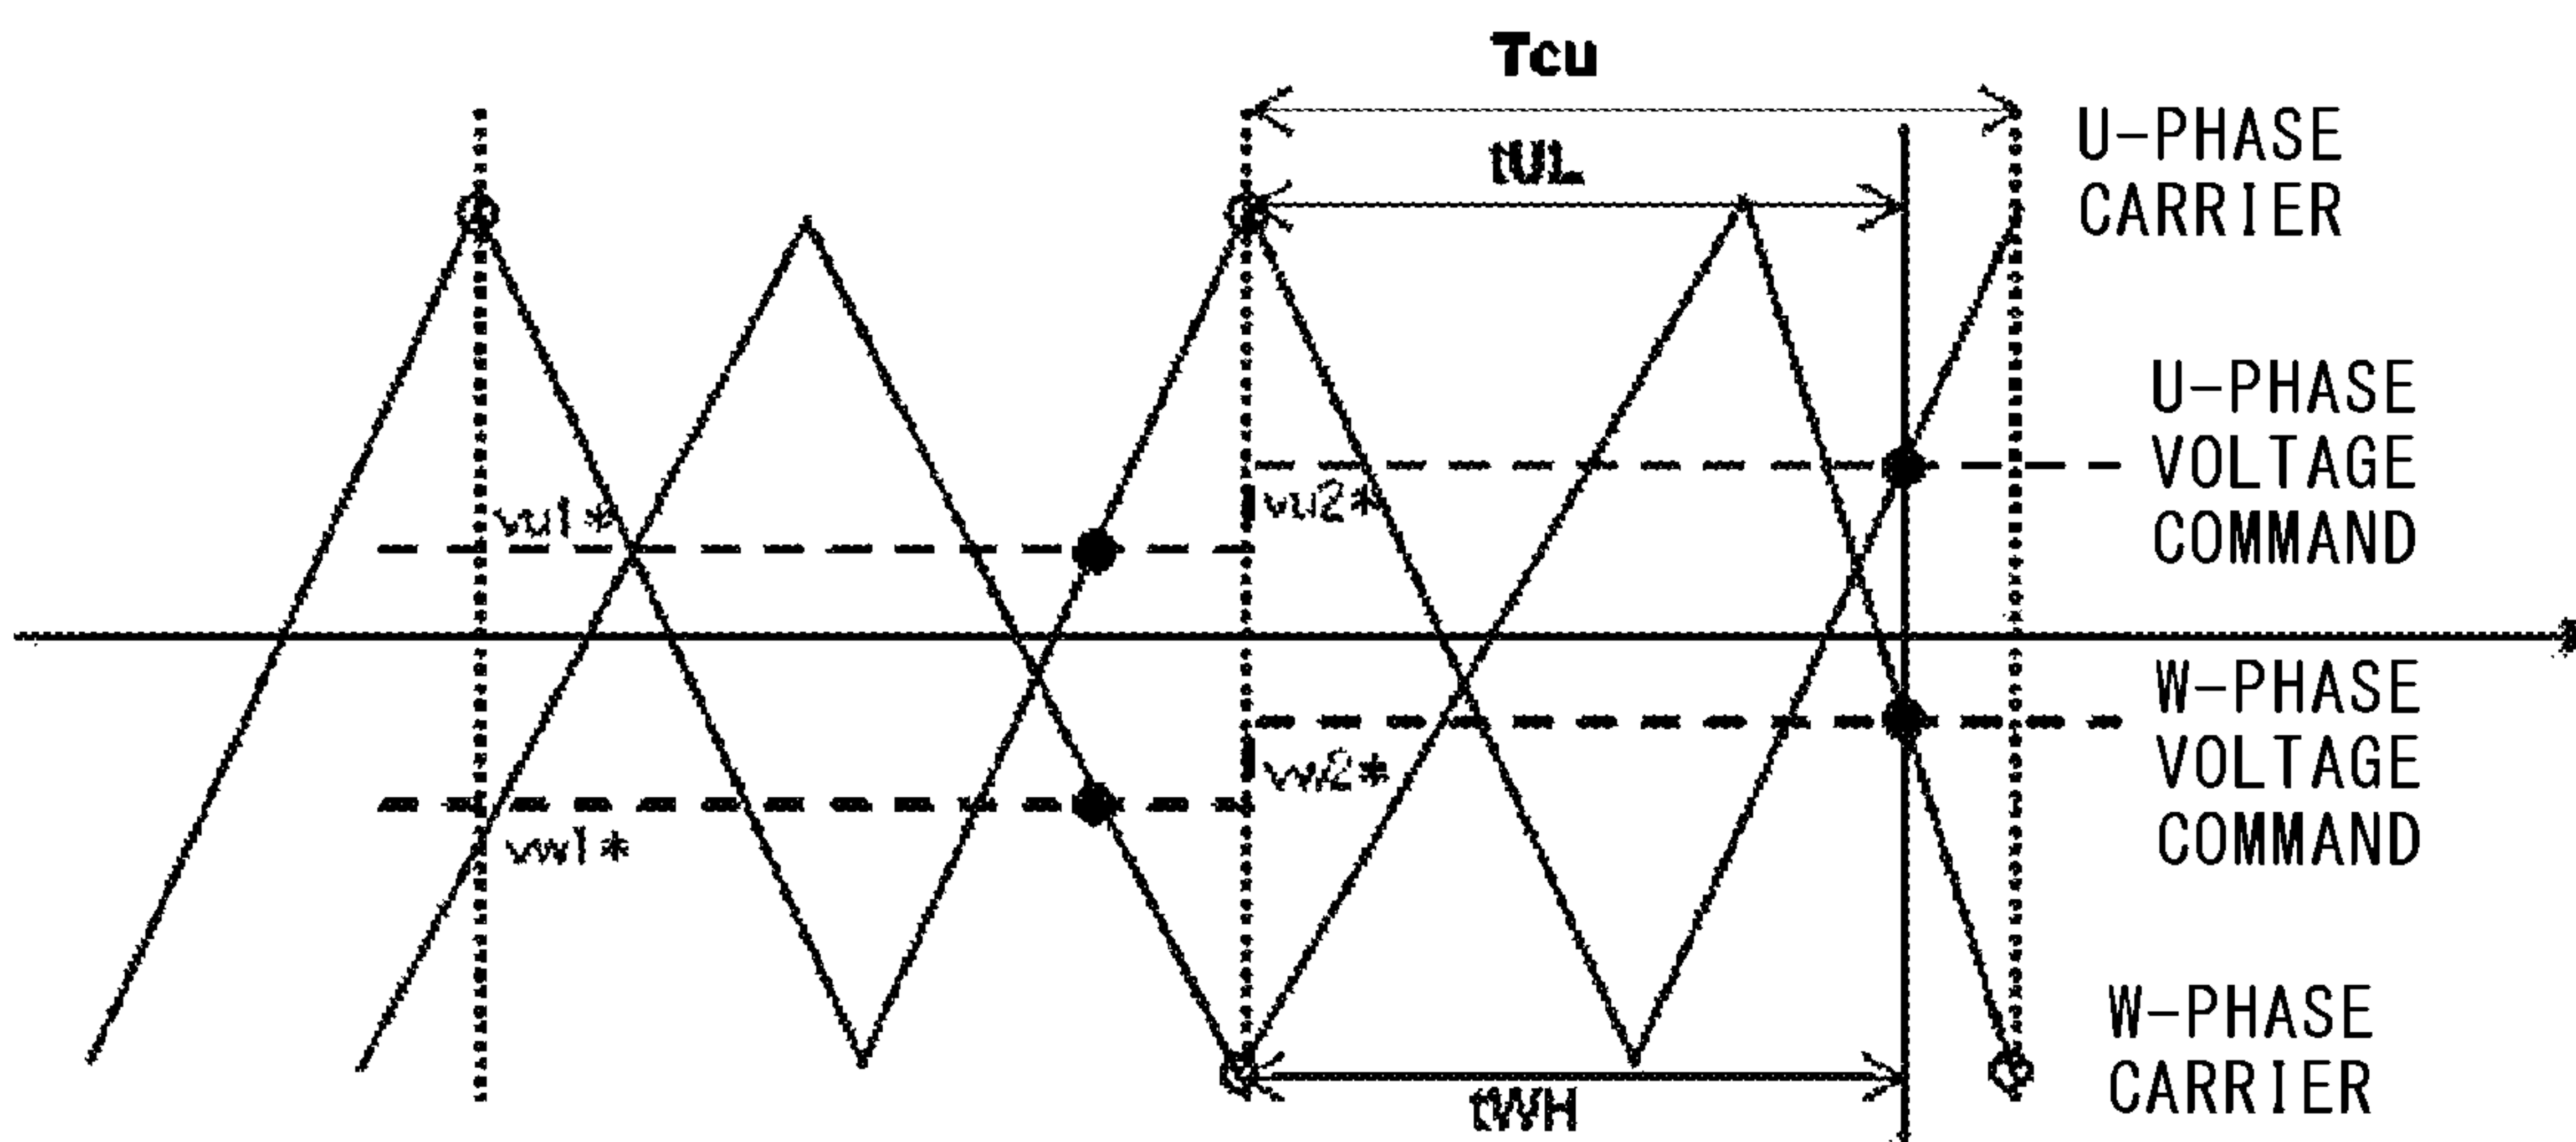 Tcu
tUL
U-PHASE
CARRIER
vu1*
vu2*
U-PHASE
VOLTAGE
COMMAND
vw1*
vw2*
W-PHASE
VOLTAGE
COMMAND
tWH
W-PHASE
CARRIER